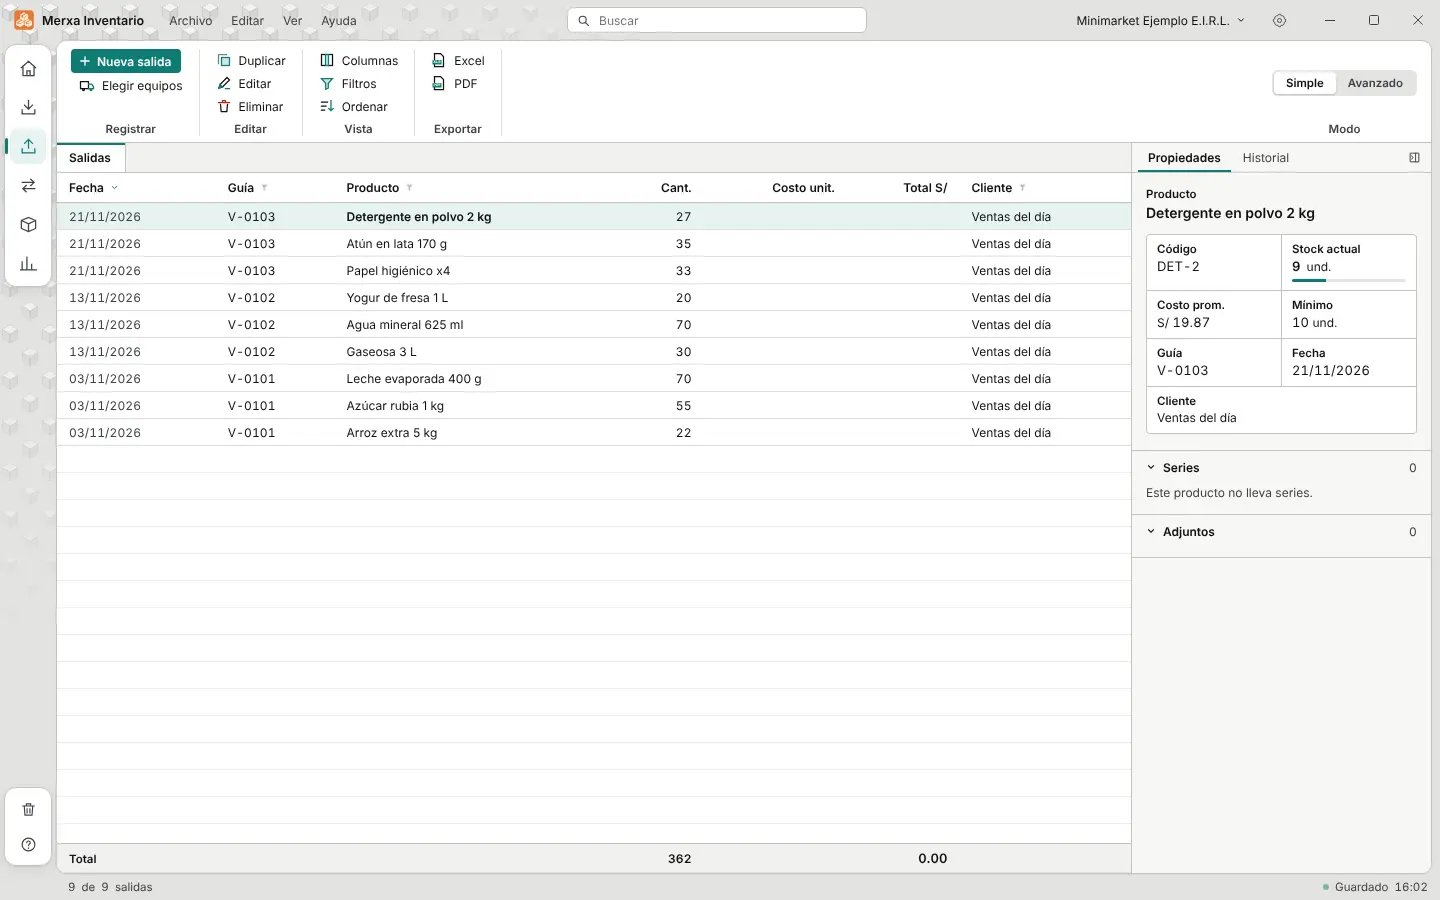 Merxa Inventario Archivo Editar Ver Ayuda Buscar Minimarket Ejemplo E.I.R.L.
Nueva salida
Elegir equipos
Registrar
Duplicar
Editar
Eliminar
Editar
Columnas
Filtros
Ordenar
Vista
Excel
PDF
Exportar
Simple Avanzado
Modo
Salidas
Fecha Guía Producto Cant. Costo unit. Total S/ Cliente
21/11/2026 V-0103 Detergente en polvo 2 kg 27 Ventas del día
21/11/2026 V-0103 Atún en lata 170 g 35 Ventas del día
21/11/2026 V-0103 Papel higiénico x4 33 Ventas del día
13/11/2026 V-0102 Yogur de fresa 1 L 20 Ventas del día
13/11/2026 V-0102 Agua mineral 625 ml 70 Ventas del día
13/11/2026 V-0102 Gaseosa 3 L 30 Ventas del día
03/11/2026 V-0101 Leche evaporada 400 g 70 Ventas del día
03/11/2026 V-0101 Azúcar rubia 1 kg 55 Ventas del día
03/11/2026 V-0101 Arroz extra 5 kg 22 Ventas del día
Total 362 0.00
Propiedades Historial
Producto
Detergente en polvo 2 kg
Código
DET-2
Stock actual
9 und.
Costo prom.
S/ 19.87
Mínimo
10 und.
Guía
V-0103
Fecha
21/11/2026
Cliente
Ventas del día
Series 0
Este producto no lleva series.
Adjuntos 0
9 de 9 salidas
Guardado 16:02